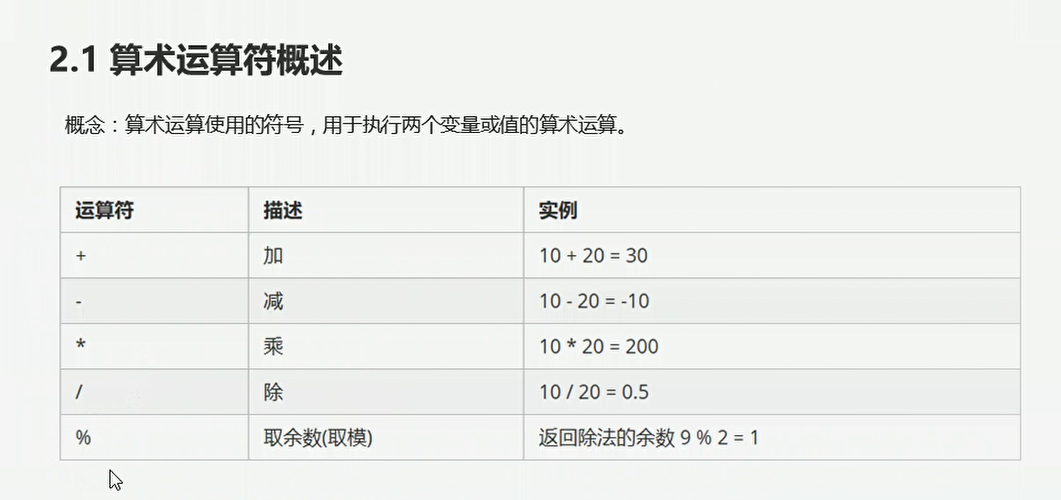 2.1 算术运算符概述
概念：算术运算使用的符号，用于执行两个变量或值的算术运算。
运算符 描述 实例
+ 加 10 + 20 = 30
- 减 10 - 20 = -10
* 乘 10 * 20 = 200
/ 除 10 / 20 = 0.5
% 取余数(取模) 返回除法的余数 9 % 2 = 1